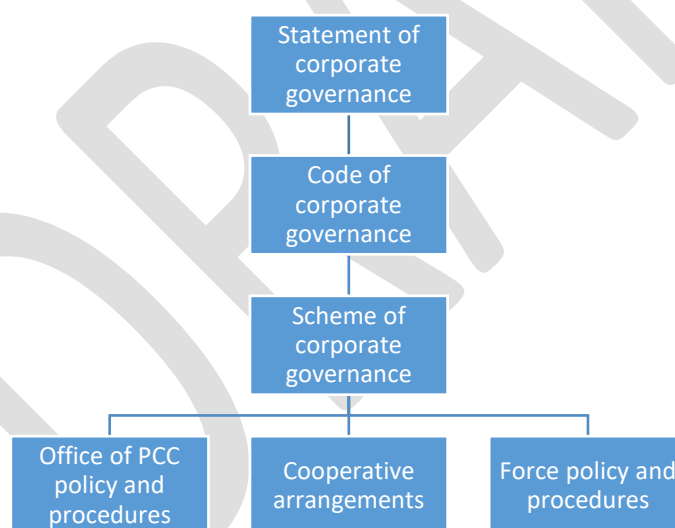 Statement of
corporate
governance
Code of
corporate
governance
Scheme of
corporate
governance
Office of PCC
policy and
procedures
Cooperative
arrangements
Force policy and
procedures